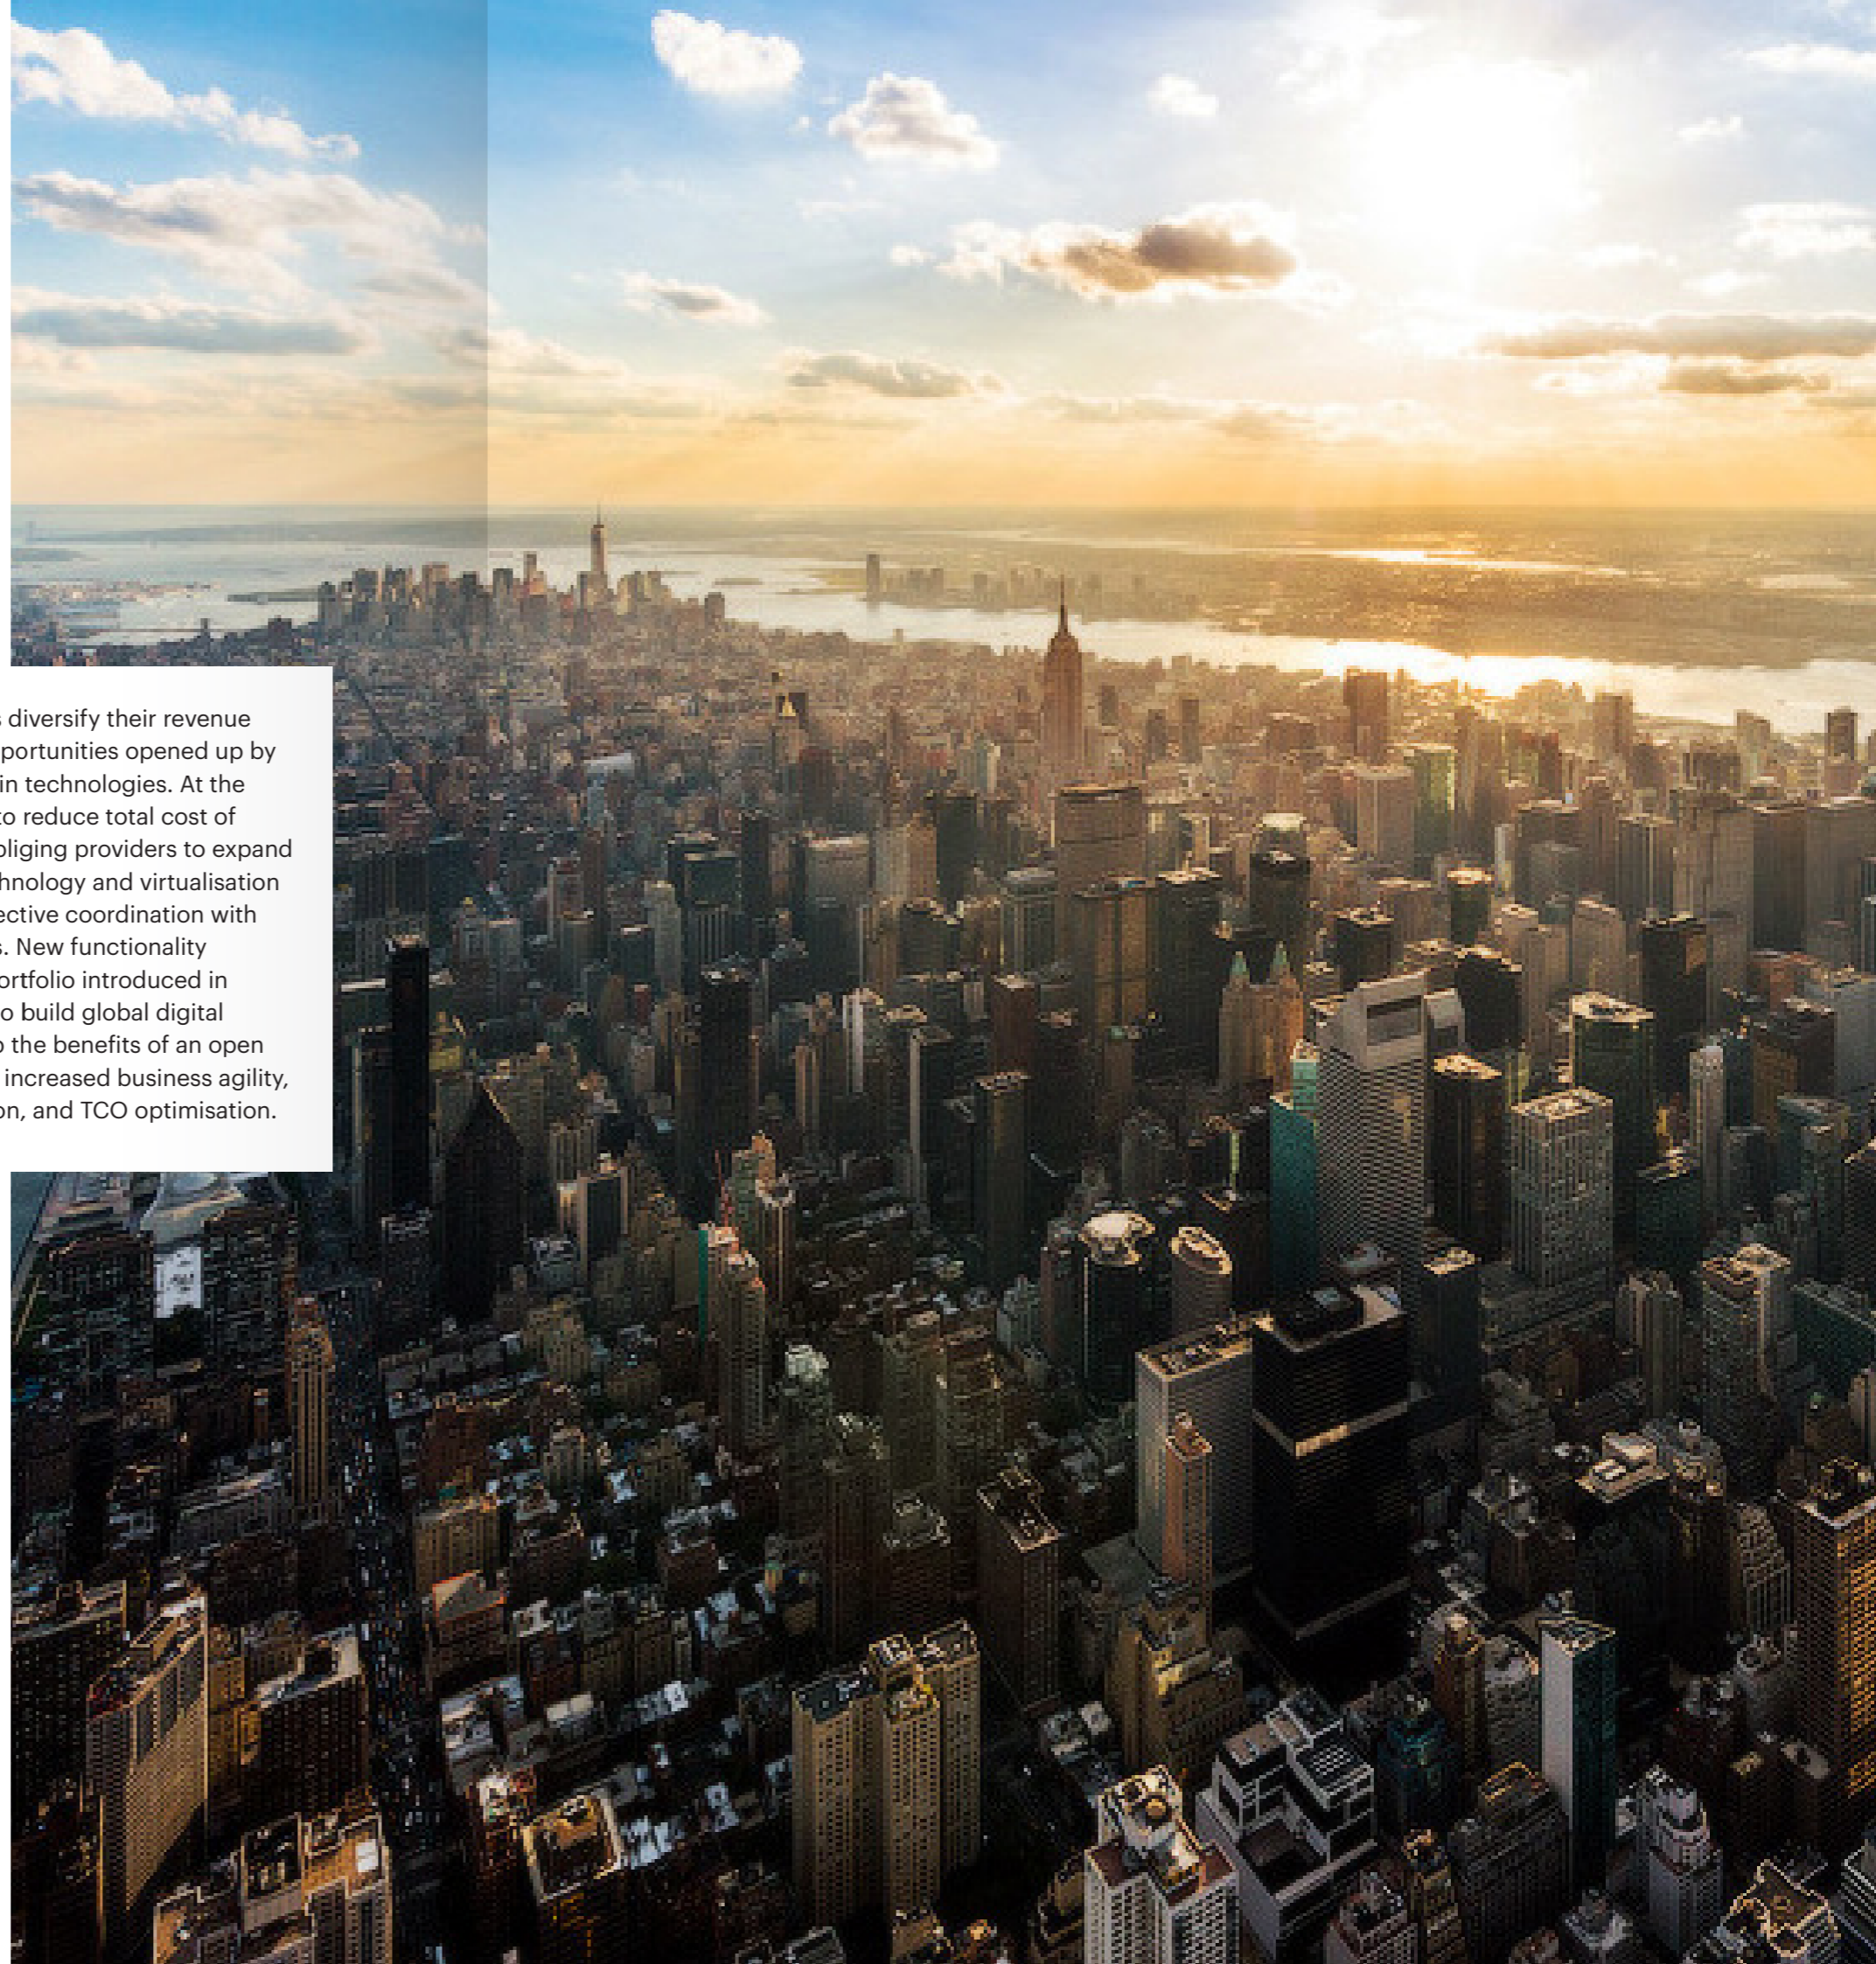 s diversify their revenue
portunities opened up by
in technologies. At the
to reduce total cost of
bliging providers to expand
hnology and virtualisation
ective coordination with
s. New functionality
ortfolio introduced in
o build global digital
p the benefits of an open
increased business agility,
on, and TCO optimisation.